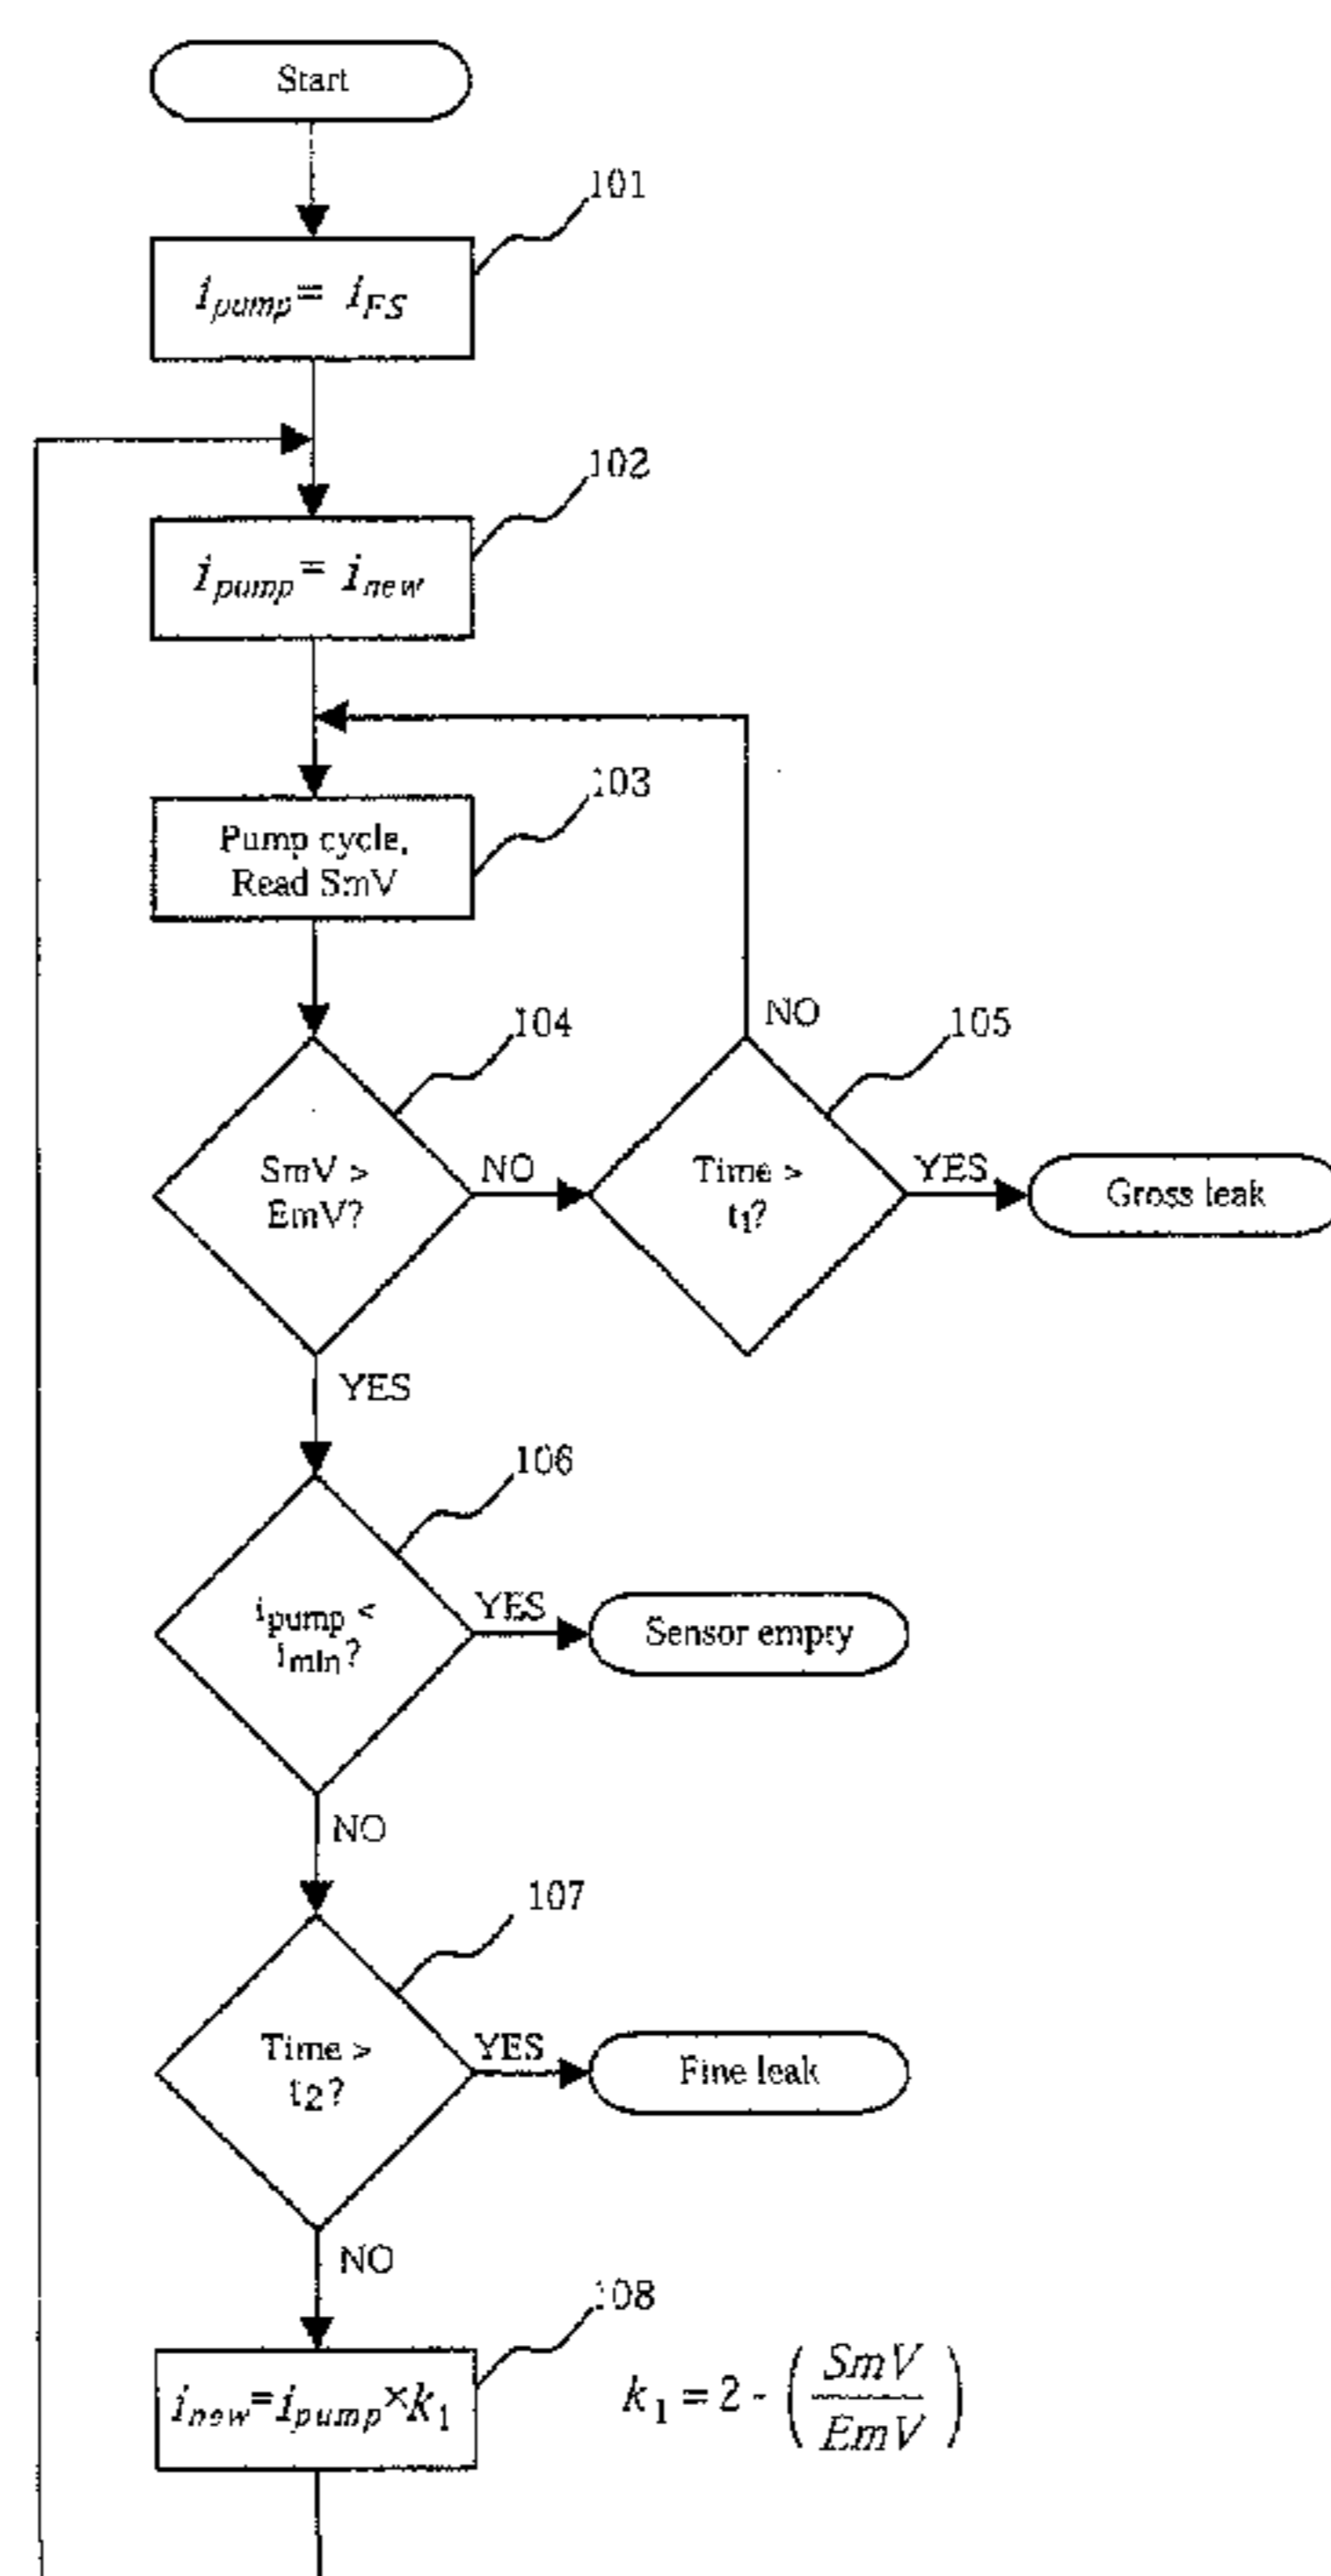 Start
101
i_pump = i_FS
102
i_pump = i_new
103
Pump cycle,
Read SmV
104
SmV >
EmV?
NO
105
NO
Time >
t1?
YES
Gross leak
YES
106
i_pump <
i_min?
YES
Sensor empty
NO
107
Time >
t2?
YES
Fine leak
NO
108
i_new=i_pump×k1
k1 = 2 - (SmV/EmV)